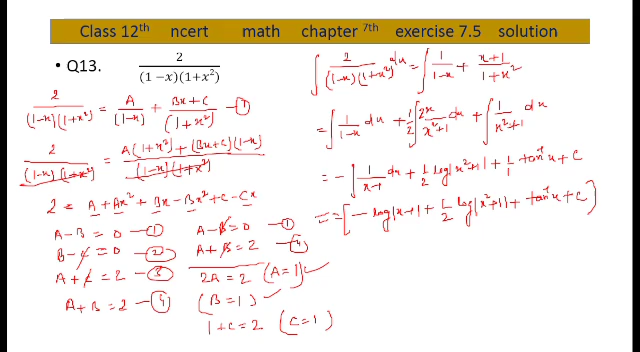 Class 12th ncert math chapter 7th exercise 7.5 solution
• Q13. 2/((1−x)(1+x²))
2/((1-x)(1+x²)) = A/(1-x) + (Bx+C)/(1+x²) —①
2/((1-x)(1+x²)) = (A(1+x²)+(Bx+C)(1-x))/((1-x)(1+x²))
2 = A + Ax² + Bx - Bx² + C - Cx
A-B=0 —①
B-C=0 —②
A+C=2 —③
A+B=2 —④
A-B=0 —①
A+B=2 —④
2A=2 (A=1)
(B=1)
1+C=2 (C=1)
∫ 2/((1-x)(1+x²)) dx = ∫ 1/(1-x) + (x+1)/(1+x²)
= ∫ 1/(1-x) dx + 1/2 ∫ 2x/(x²+1) dx + ∫ 1/(x²+1) dx
= -∫ 1/(x-1) dx + 1/2 log|x²+1| + 1/1 tan⁻¹x + C
= [- log|x-1| + 1/2 log|x²+1| + tan⁻¹x + C]